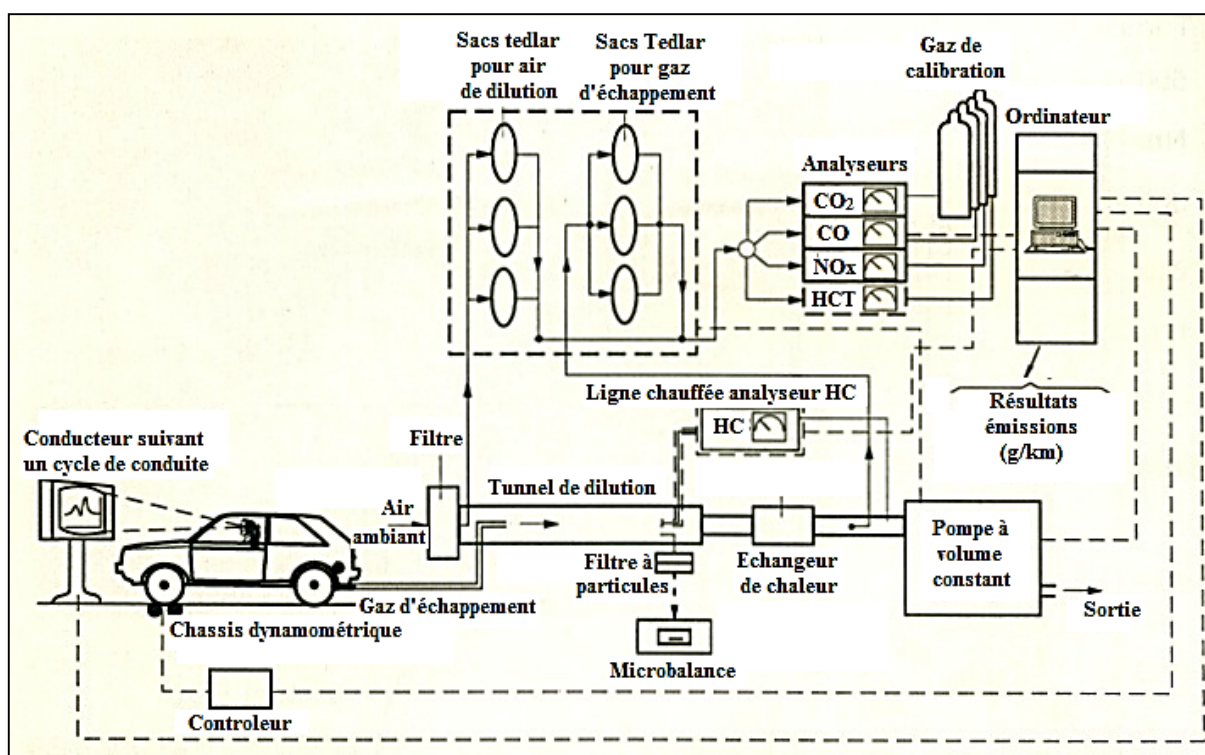 Sacs tedlar
pour air
de dilution
Sacs Tedlar
pour gaz
d'échappement
Gaz de
calibration
Ordinateur
Analyseurs
CO2
CO
NOx
HCT
Ligne chauffée analyseur HC
HC
Résultats
émissions
(g/km)
Conducteur suivant
un cycle de conduite
Filtre
Tunnel de dilution
Air
ambiant
Pompe à
volume
constant
Filtre à
particules
Echangeur
de chaleur
Gaz d'échappement
Sortie
Chassis dynamométrique
Microbalance
Controleur